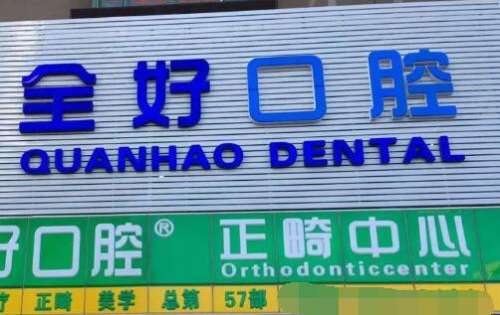 全好口腔
QUANHAO DENTAL
好口腔® 正畸中心
Orthodonticcenter
疗 正畸 美学 总第 57部